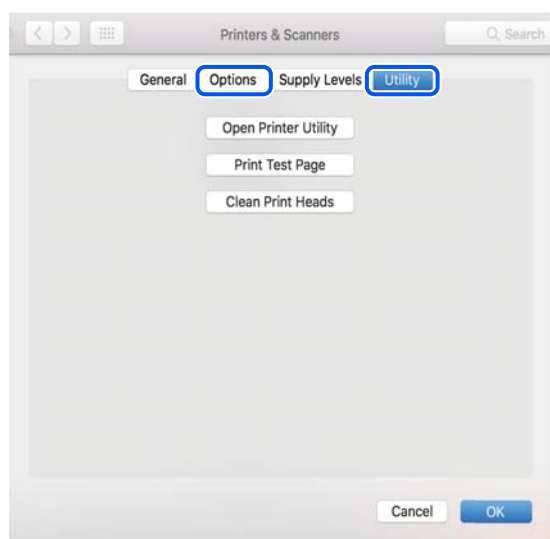 Printers & Scanners Search
General Options Supply Levels Utility
Open Printer Utility
Print Test Page
Clean Print Heads
Cancel OK